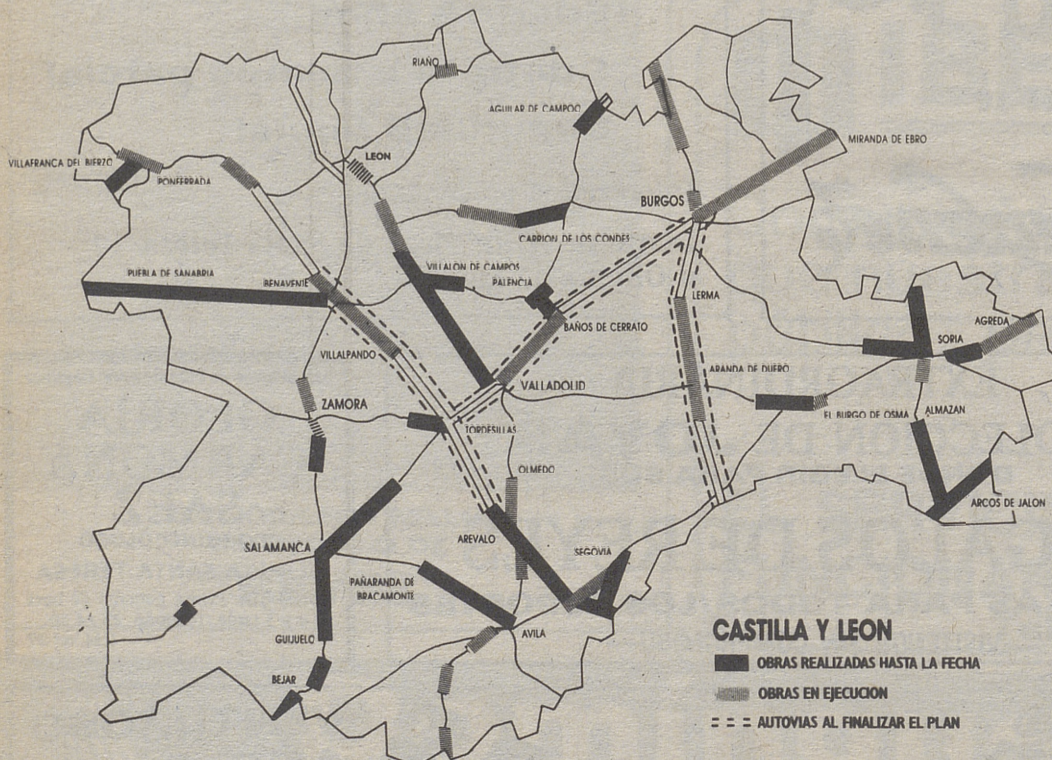 RIAÑO
AGUILAR DE CAMPOO
MIRANDA DE EBRO
VILLAFRANCA DEL BIERZO
LEON
PONFERRADA
BURGOS
CARRION DE LOS CONDES
PUEBLA DE SANABRIA
VILLALON DE CAMPOS
BENAVENTE
PALENCIA
LERMA
AGREDA
BAÑOS DE CERRATO
SORIA
VILLALPANDO
ARANDA DE DUERO
VALLADOLID
ZAMORA
EL BURGO DE OSMA
ALMAZAN
TORDESILLAS
OLMEDO
ARCOS DE JALON
AREVALO
SALAMANCA
SEGOVIA
PAÑARANDA DE
BRACAMONTE
AVILA
GUIJUELO
BEJAR
CASTILLA Y LEON
OBRAS REALIZADAS HASTA LA FECHA
OBRAS EN EJECUCION
AUTOVIAS AL FINALIZAR EL PLAN